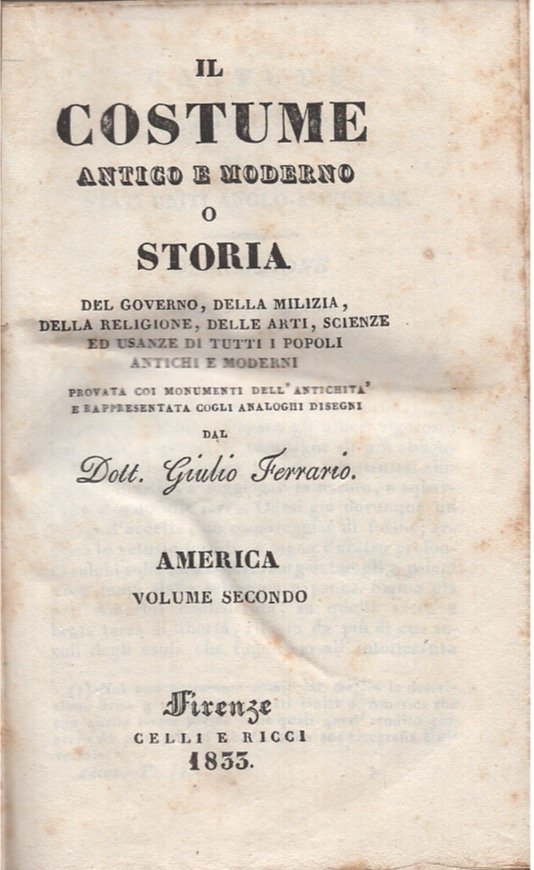 IL
COSTUME
ANTICO E MODERNO
O
STORIA
DEL GOVERNO, DELLA MILIZIA,
DELLA RELIGIONE, DELLE ARTI, SCIENZE
ED USANZE DI TUTTI I POPOLI
ANTICHI E MODERNI
PROVATA COI MONUMENTI DELL' ANTICHITA'
E RAPPRESENTATA COGLI ANALOGHI DISEGNI
DAL
Dott. Giulio Ferrario.
AMERICA
VOLUME SECONDO
Firenze
CELLI E RICCI
1833.